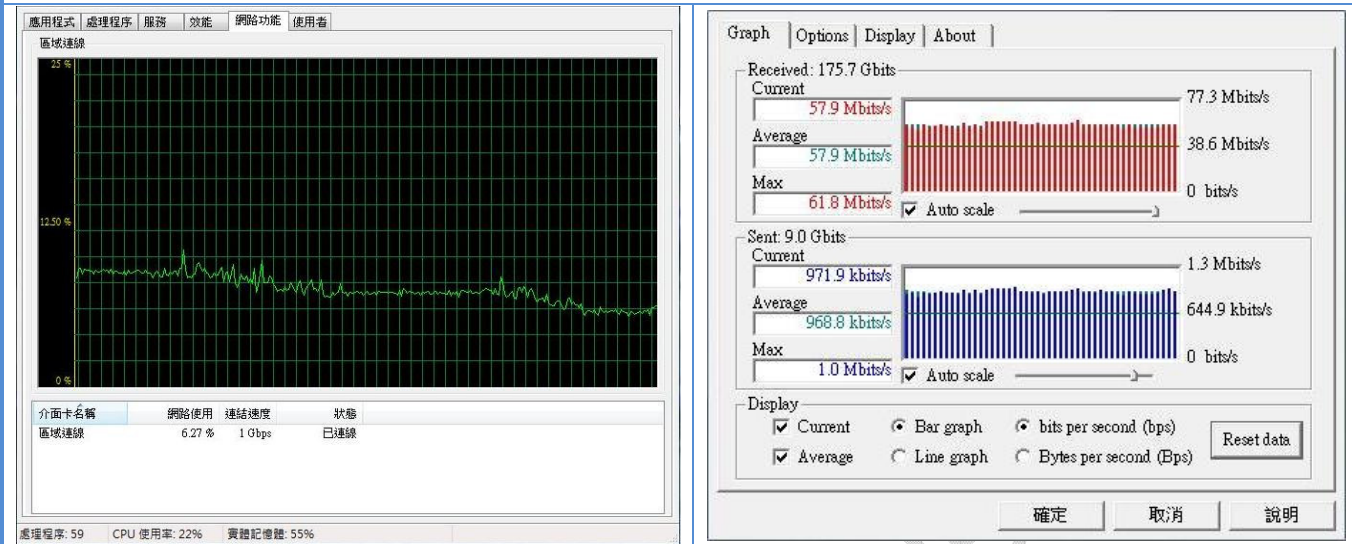 應用程式 處理程序 服務 效能 網路功能 使用者
區域連線
25 %
12.50 %
0 %
介面卡名稱 網路使用 連結速度 狀態
區域連線 6.27 % 1 Gbps 已連線
處理程序: 59 CPU 使用率: 22% 實體記憶體: 55%
Graph Options Display About
Received: 175.7 Gbits
Current
57.9 Mbits/s
Average
57.9 Mbits/s
Max
61.8 Mbits/s
77.3 Mbits/s
38.6 Mbits/s
0 bits/s
Auto scale
Sent: 9.0 Gbits
Current
971.9 kbits/s
Average
968.8 kbits/s
Max
1.0 Mbits/s
1.3 Mbits/s
644.9 kbits/s
0 bits/s
Auto scale
Display
Current Bar graph bits per second (bps)
Average Line graph Bytes per second (Bps)
Reset data
確定 取消 說明